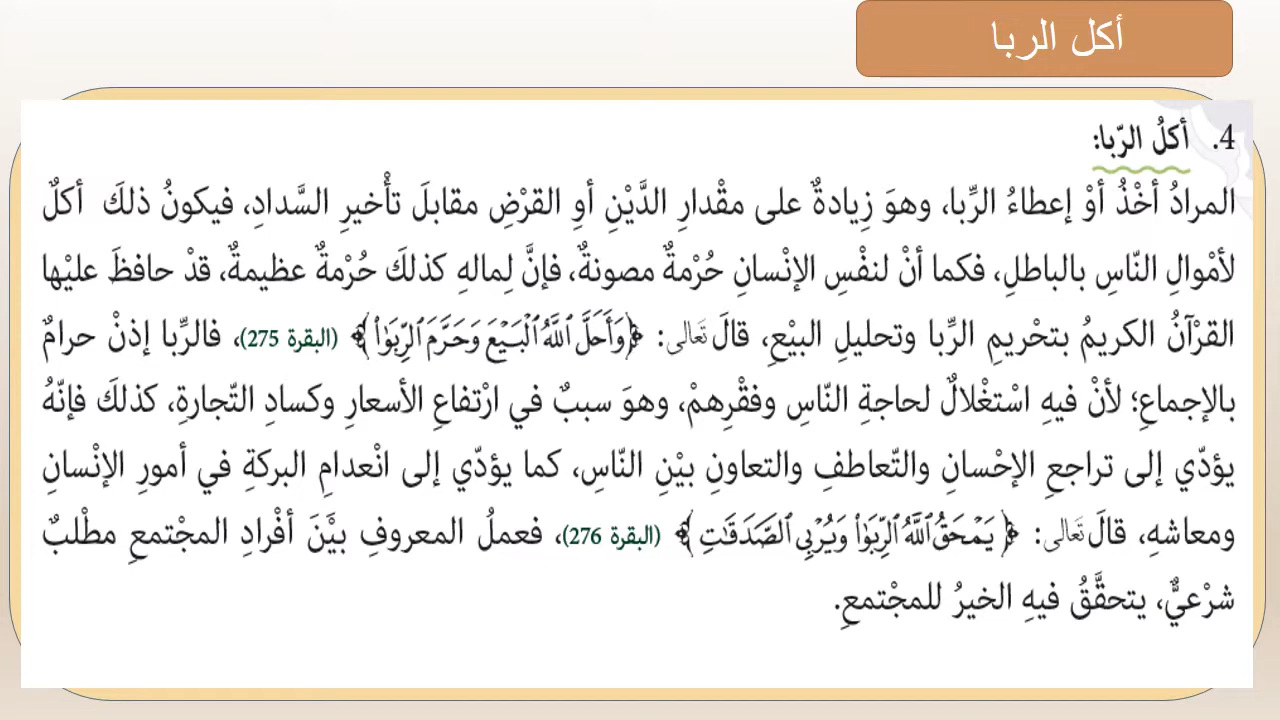 أكل الربا
4. أكلُ الرّبا:
المرادُ أخْذُ أوْ إعطاءُ الرِّبا، وهوَ زِيادةٌ على مقْدارِ الدَّيْنِ أوِ القرْضِ مقابلَ تأْخيرِ السَّدادِ، فيكونُ ذلكَ أكلٌ
لأمْوالِ النّاسِ بالباطلِ، فكما أنْ لنفْسِ الإنْسانِ حُرْمةٌ مصونةٌ، فإنَّ لِمالهِ كذلكَ حُرْمةٌ عظيمةٌ، قدْ حافظَ عليْها
القرْآنُ الكريمُ بتحْريمِ الرِّبا وتحليلِ البيْعِ، قالَ تَعَالَى: ﴿وَأَحَلَّ ٱللَّهُ ٱلْبَيْعَ وَحَرَّمَ ٱلرِّبَوٰا۟﴾ (البقرة 275)، فالرِّبا إذنْ حرامٌ
بالإجماعِ؛ لأنْ فيهِ اسْتغْلالٌ لحاجةِ النّاسِ وفقْرِهمْ، وهوَ سببٌ في ارْتفاعِ الأسعارِ وكسادِ التّجارةِ، كذلكَ فإنّهُ
يؤدّي إلى تراجعِ الإحْسانِ والتّعاطفِ والتعاونِ بيْنِ النّاسِ، كما يؤدّي إلى انْعدامِ البركةِ في أمورِ الإنْسانِ
ومعاشهِ، قالَ تَعَالَى: ﴿يَمْحَقُ ٱللَّهُ ٱلرِّبَوٰا۟ وَيُرْبِى ٱلصَّدَقَـٰتِ﴾ (البقرة 276)، فعملُ المعروفِ بيَّنَ أفْرادِ المجْتمعِ مطْلبٌ
شرْعيٌّ، يتحقَّقُ فيهِ الخيرُ للمجْتمعِ.